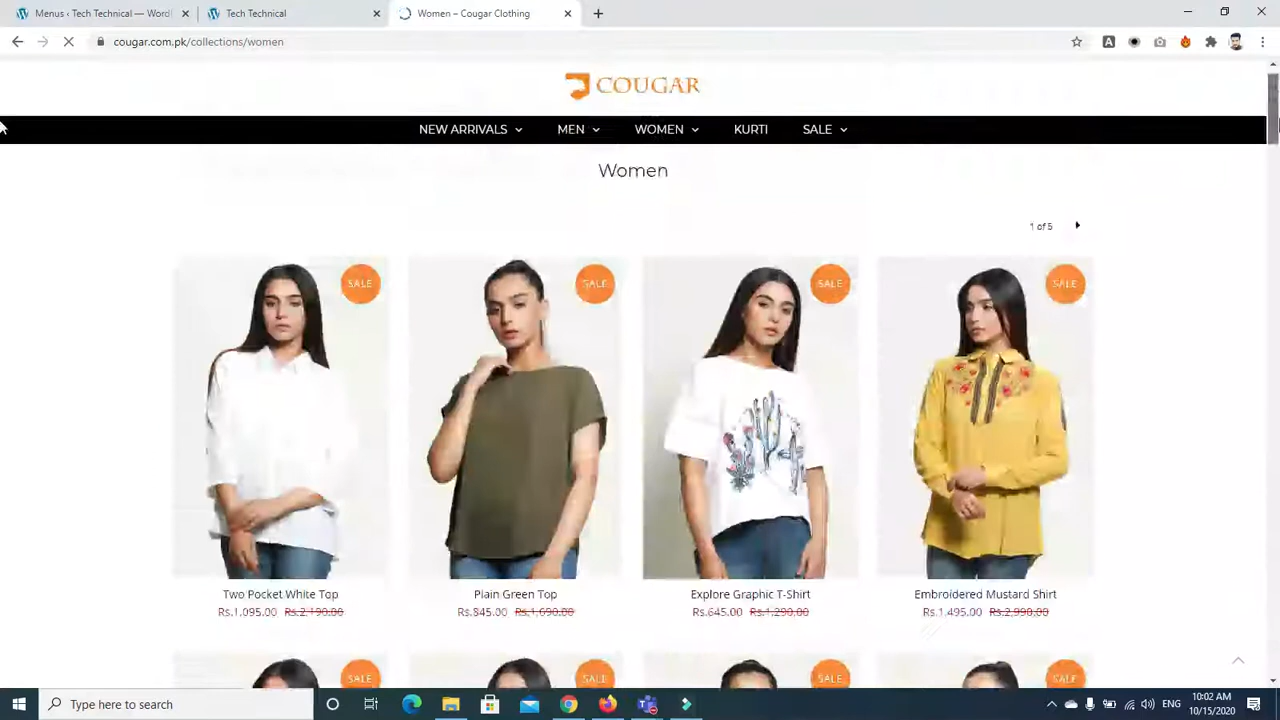 Menus ‹ Tech Technical — WordP
Tech Technical
Women – Cougar Clothing
cougar.com.pk/collections/women
COUGAR
NEW ARRIVALS MEN WOMEN KURTI SALE
Women
1 of 5
SALE SALE SALE SALE
Two Pocket White Top Plain Green Top Explore Graphic T-Shirt Embroidered Mustard Shirt
Rs.1,095.00 Rs.2,190.00 Rs.845.00 Rs.1,690.00 Rs.645.00 Rs.1,290.00 Rs.1,495.00 Rs.2,990.00
SALE SALE SALE SALE
Type here to search
ENG
10:02 AM
10/15/2020